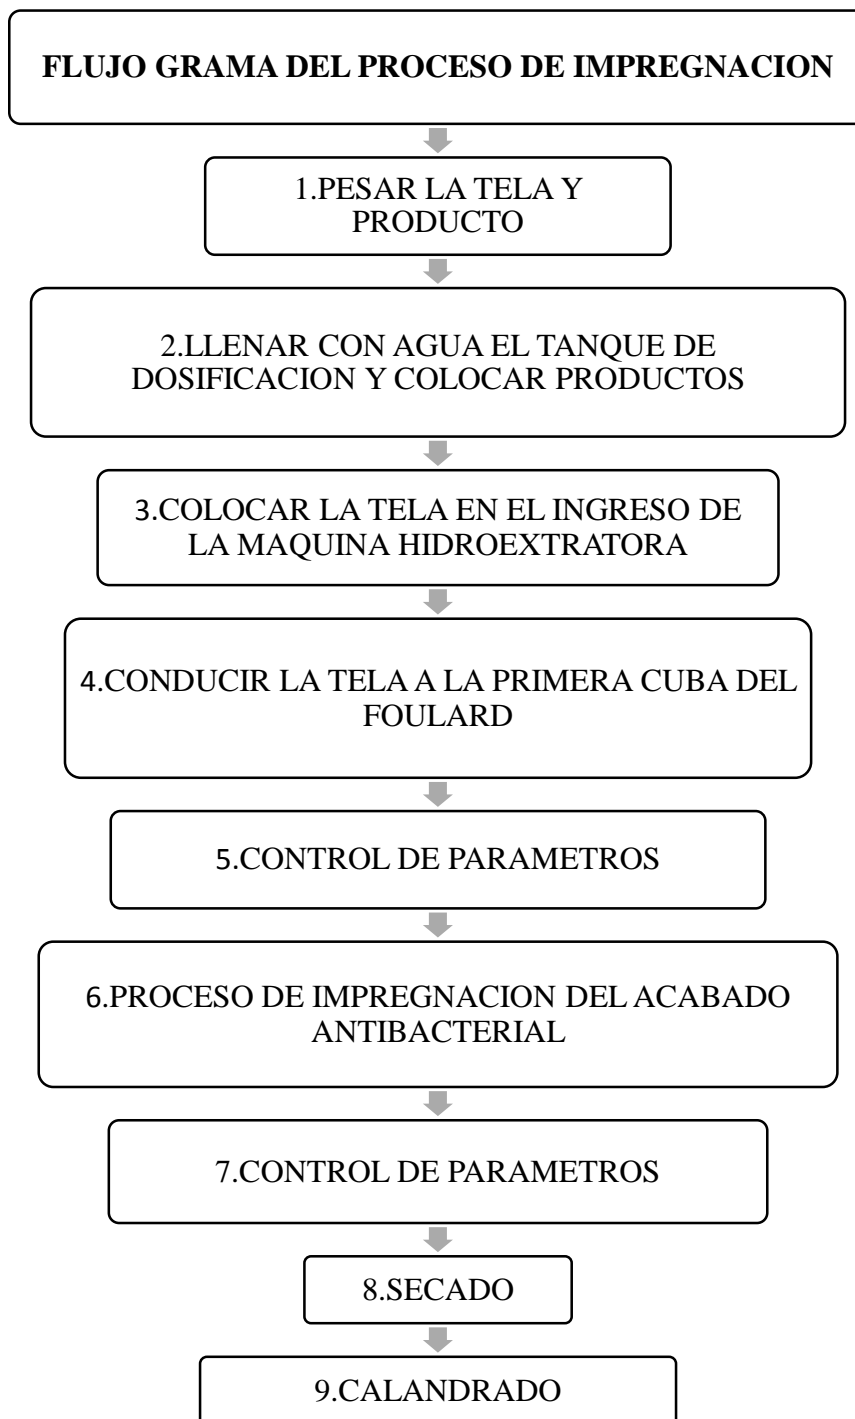 FLUJO GRAMA DEL PROCESO DE IMPREGNACION
1.PESAR LA TELA Y
PRODUCTO
2.LLENAR CON AGUA EL TANQUE DE
DOSIFICACION Y COLOCAR PRODUCTOS
3.COLOCAR LA TELA EN EL INGRESO DE
LA MAQUINA HIDROEXTRATORA
4.CONDUCIR LA TELA A LA PRIMERA CUBA DEL
FOULARD
5.CONTROL DE PARAMETROS
6.PROCESO DE IMPREGNACION DEL ACABADO
ANTIBACTERIAL
7.CONTROL DE PARAMETROS
8.SECADO
9.CALANDRADO